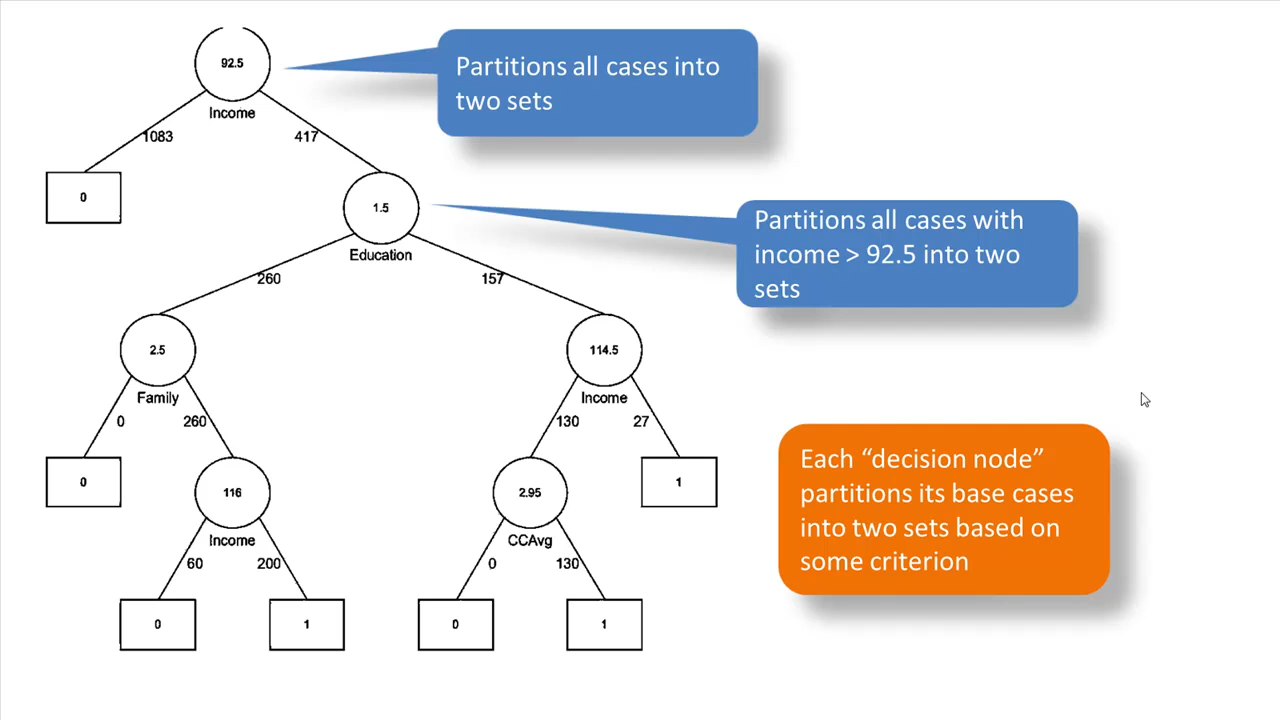 92.5
Partitions all cases into
two sets
Income
1083
417
0
1.5
Partitions all cases with
income > 92.5 into two
sets
Education
260
157
2.5
114.5
Family
Income
0
260
130
27
0
116
2.95
1
Each “decision node”
partitions its base cases
into two sets based on
some criterion
Income
CCAvg
60
200
0
130
0
1
0
1